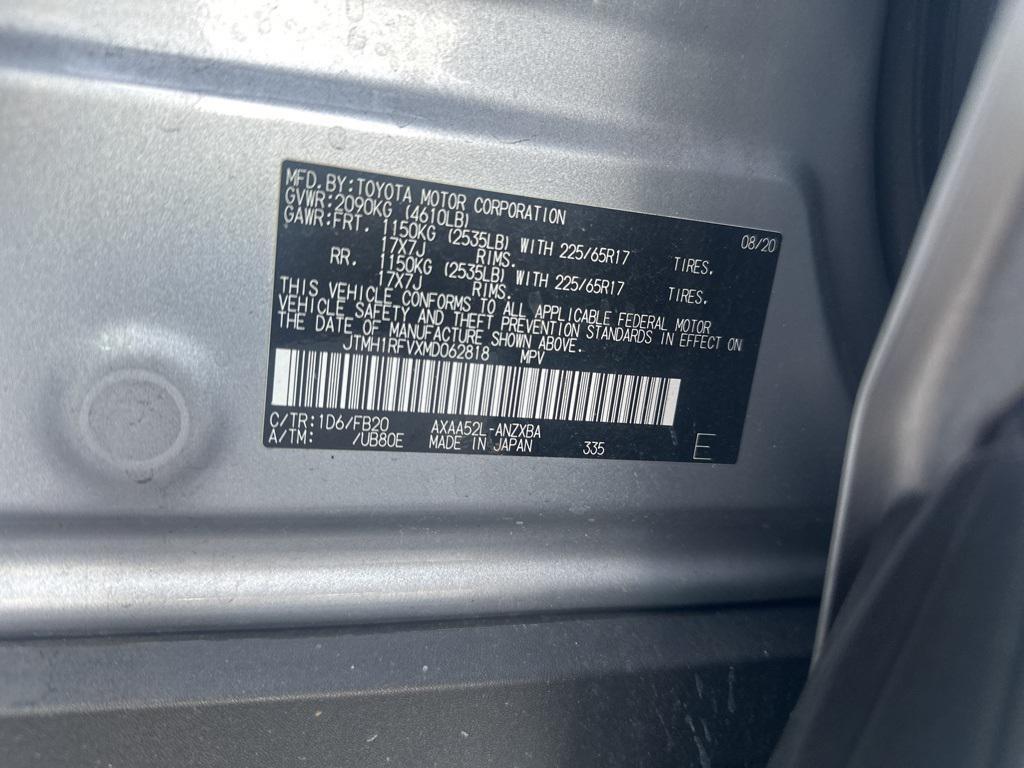 MFD. BY: TOYOTA MOTOR CORPORATION 08/20
GVWR: 2090KG (4610LB)
GAWR: FRT. 1150KG (2535LB) WITH 225/65R17 TIRES.
17X7J RIMS.
RR. 1150KG (2535LB) WITH 225/65R17 TIRES.
17X7J RIMS.
THIS VEHICLE CONFORMS TO ALL APPLICABLE FEDERAL MOTOR
VEHICLE SAFETY AND THEFT PREVENTION STANDARDS IN EFFECT ON
THE DATE OF MANUFACTURE SHOWN ABOVE.
JTMH1RFVXMD062818 MPV
C/TR: 1D6/FB20 AXAA52L-ANZXBA
A/TM: /UB80E MADE IN JAPAN 335 E